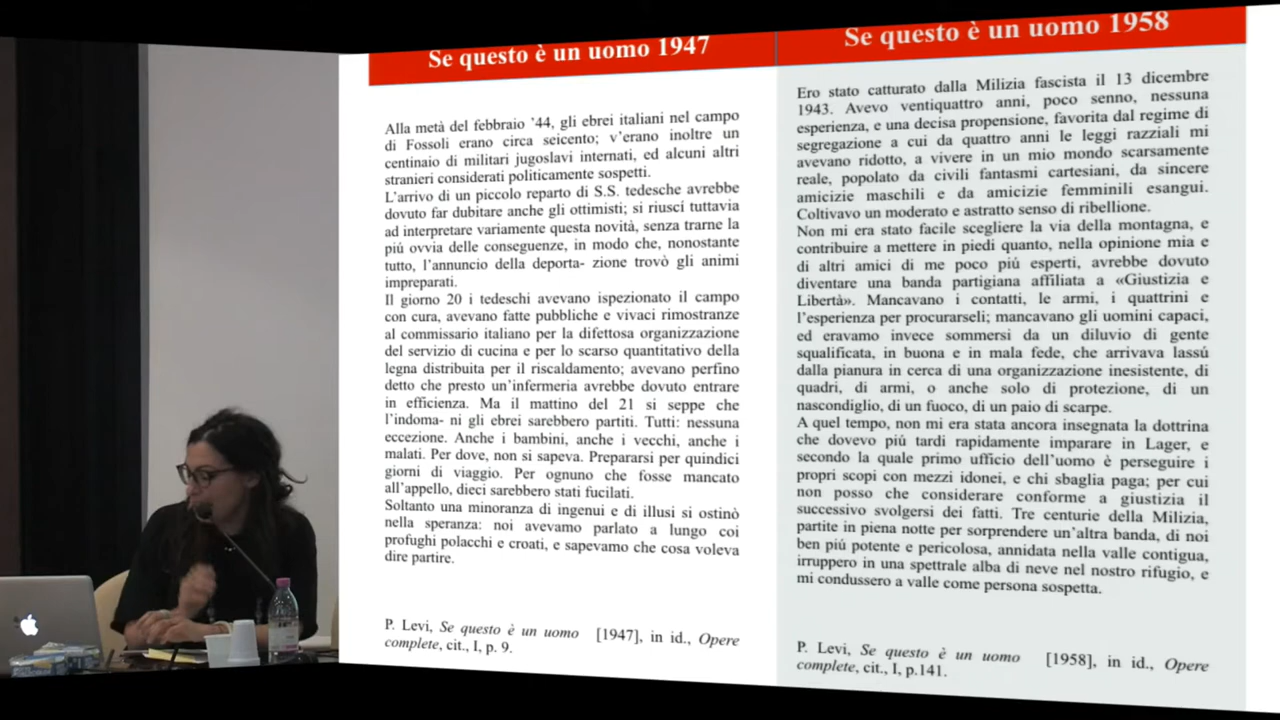 Se questo è un uomo 1947
Alla metà del febbraio ’44, gli ebrei italiani nel campo
di Fossoli erano circa seicento; v’erano inoltre un
centinaio di militari jugoslavi internati, ed alcuni altri
stranieri considerati politicamente sospetti.
L’arrivo di un piccolo reparto di S.S. tedesche avrebbe
dovuto far dubitare anche gli ottimisti; si riuscí tuttavia
ad interpretare variamente questa novità, senza trarne la
piú ovvia delle conseguenze, in modo che, nonostante
tutto, l’annuncio della deporta- zione trovò gli animi
impreparati.
Il giorno 20 i tedeschi avevano ispezionato il campo
con cura, avevano fatte pubbliche e vivaci rimostranze
al commissario italiano per la difettosa organizzazione
del servizio di cucina e per lo scarso quantitativo della
legna distribuita per il riscaldamento; avevano perfino
detto che presto un’infermeria avrebbe dovuto entrare
in efficienza. Ma il mattino del 21 si seppe che
l’indoma- ni gli ebrei sarebbero partiti. Tutti: nessuna
eccezione. Anche i bambini, anche i vecchi, anche i
malati. Per dove, non si sapeva. Prepararsi per quindici
giorni di viaggio. Per ognuno che fosse mancato
all’appello, dieci sarebbero stati fucilati.
Soltanto una minoranza di ingenui e di illusi si ostinò
nella speranza: noi avevamo parlato a lungo coi
profughi polacchi e croati, e sapevamo che cosa voleva
dire partire.
P. Levi, Se questo è un uomo [1947], in id., Opere
complete, cit., I, p. 9.
Se questo è un uomo 1958
Ero stato catturato dalla Milizia fascista il 13 dicembre
1943. Avevo ventiquattro anni, poco senno, nessuna
esperienza, e una decisa propensione, favorita dal regime di
segregazione a cui da quattro anni le leggi razziali mi
avevano ridotto, a vivere in un mio mondo scarsamente
reale, popolato da civili fantasmi cartesiani, da sincere
amicizie maschili e da amicizie femminili esangui.
Coltivavo un moderato e astratto senso di ribellione.
Non mi era stato facile scegliere la via della montagna, e
contribuire a mettere in piedi quanto, nella opinione mia e
di altri amici di me poco piú esperti, avrebbe dovuto
diventare una banda partigiana affiliata a «Giustizia e
Libertà». Mancavano i contatti, le armi, i quattrini e
l’esperienza per procurarseli; mancavano gli uomini capaci,
ed eravamo invece sommersi da un diluvio di gente
squalificata, in buona e in mala fede, che arrivava lassú
dalla pianura in cerca di una organizzazione inesistente, di
quadri, di armi, o anche solo di protezione, di un
nascondiglio, di un fuoco, di un paio di scarpe.
A quel tempo, non mi era stata ancora insegnata la dottrina
che dovevo piú tardi rapidamente imparare in Lager, e
secondo la quale primo ufficio dell’uomo è perseguire i
propri scopi con mezzi idonei, e chi sbaglia paga; per cui
non posso che considerare conforme a giustizia il
successivo svolgersi dei fatti. Tre centurie della Milizia,
partite in piena notte per sorprendere un’altra banda, di noi
ben piú potente e pericolosa, annidata nella valle contigua,
irruppero in una spettrale alba di neve nel nostro rifugio, e
mi condussero a valle come persona sospetta.
P. Levi, Se questo è un uomo [1958], in id., Opere
complete, cit., I, p.141.